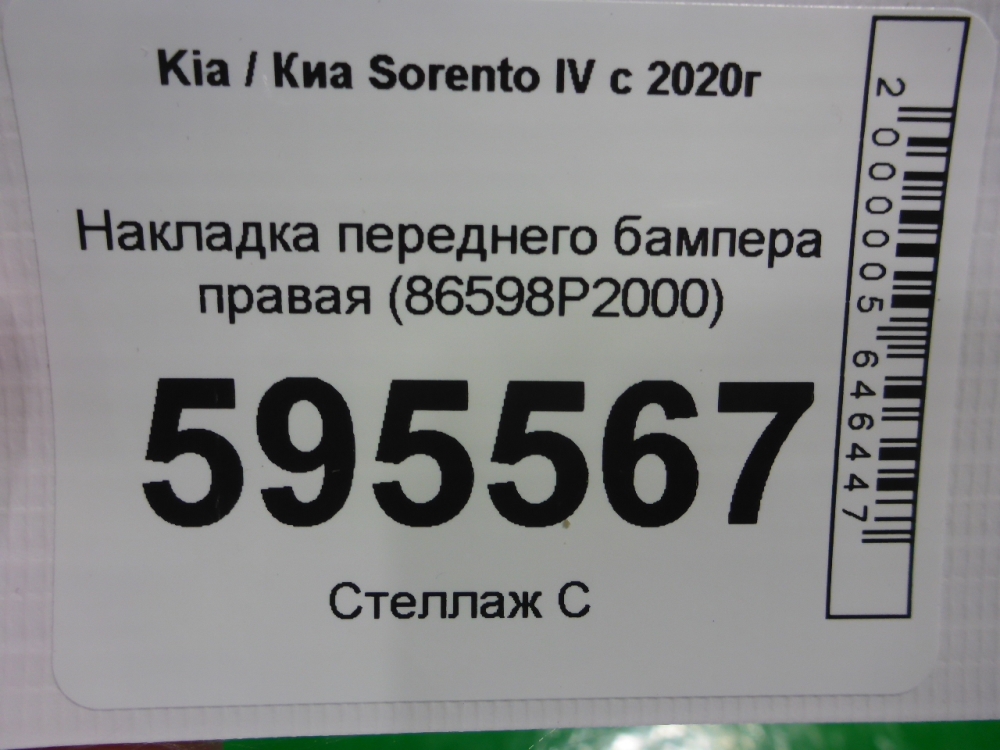 Kia / Киа Sorento IV с 2020г
Накладка переднего бампера
правая (86598P2000)
595567
Стеллаж С
2000005646447